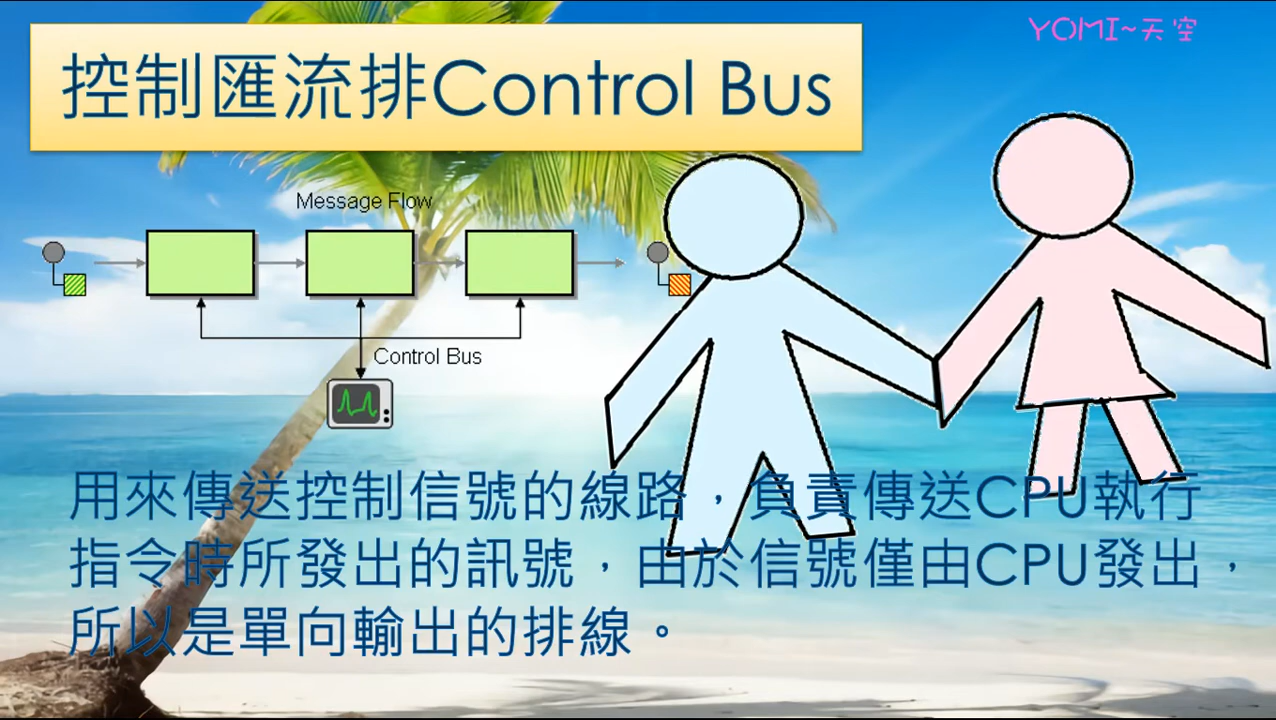 YOMI~天空
控制匯流排Control Bus
Message Flow
Control Bus
用來傳送控制信號的線路，負責傳送CPU執行
指令時所發出的訊號，由於信號僅由CPU發出，
所以是單向輸出的排線。